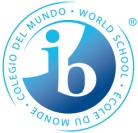 COLEGIO DEL MUNDO · WORLD SCHOOL · ÉCOLE DU MONDE ·
ib
®